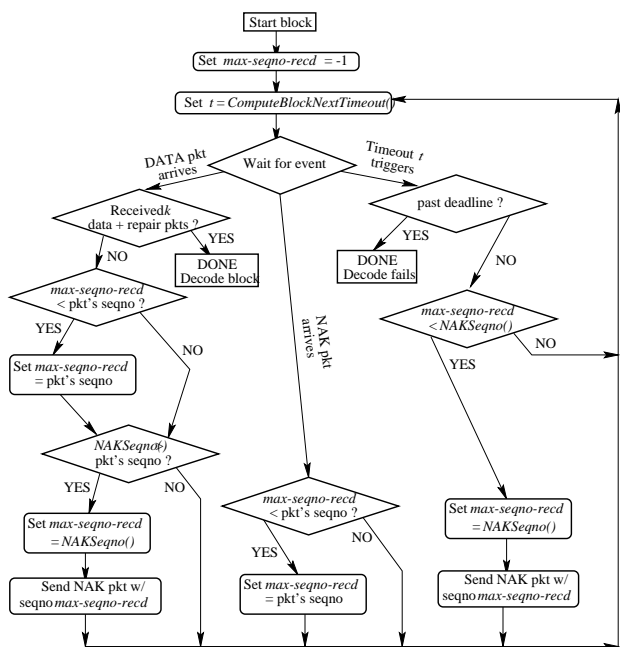 Start block
Set max-seqno-recd = -1
Set t = ComputeBlockNextTimeout()
Wait for event
DATA pkt
arrives
Timeout t
triggers
Received k
data + repair pkts ?
past deadline ?
YES
NO
DONE
Decode block
YES
NO
DONE
Decode fails
max-seqno-recd
< pkt's seqno ?
YES
NO
NAK pkt
arrives
max-seqno-recd
< NAKSeqno()
YES
NO
Set max-seqno-recd
= pkt's seqno
NAKSeqno() >
pkt's seqno ?
YES
NO
max-seqno-recd
< pkt's seqno ?
YES
NO
Set max-seqno-recd
= NAKSeqno()
Set max-seqno-recd
= NAKSeqno()
Send NAK pkt w/
seqno max-seqno-recd
Set max-seqno-recd
= pkt's seqno
Send NAK pkt w/
seqno max-seqno-recd